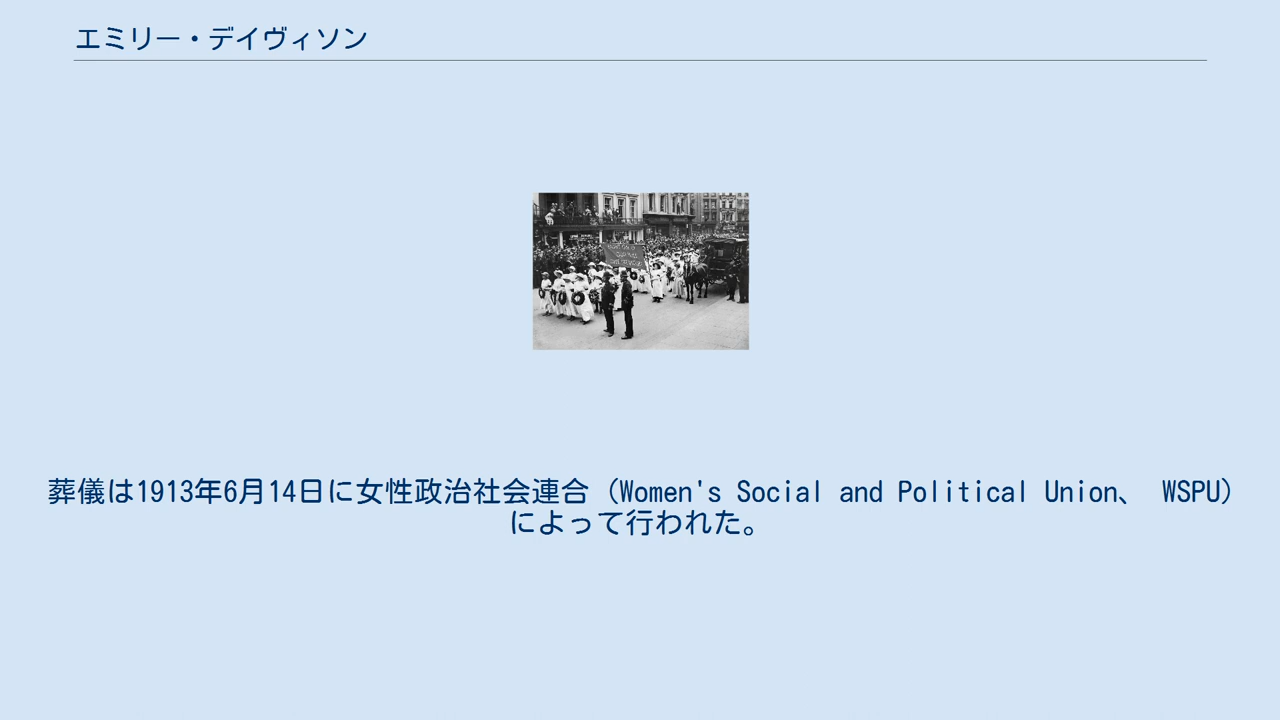 エミリー・デイヴィソン
葬儀は1913年6月14日に女性政治社会連合（Women's Social and Political Union、 WSPU）
によって行われた。